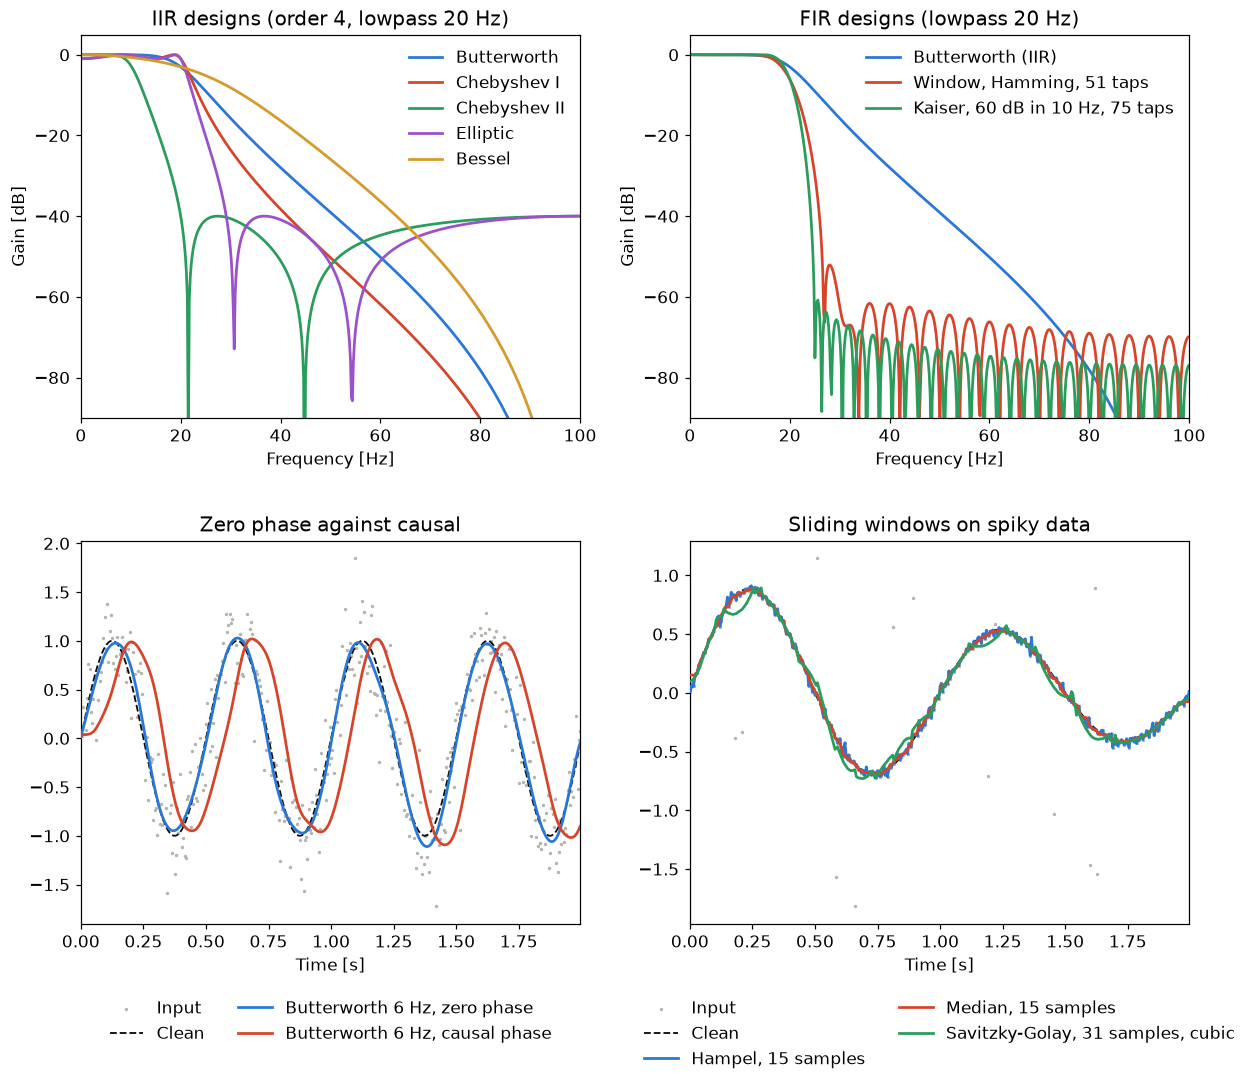 IIR designs (order 4, lowpass 20 Hz)
Gain [dB]
0
−20
−40
−60
−80
Butterworth
Chebyshev I
Chebyshev II
Elliptic
Bessel
0 20 40 60 80 100
Frequency [Hz]
FIR designs (lowpass 20 Hz)
Gain [dB]
0
−20
−40
−60
−80
Butterworth (IIR)
Window, Hamming, 51 taps
Kaiser, 60 dB in 10 Hz, 75 taps
0 20 40 60 80 100
Frequency [Hz]
Zero phase against causal
2.0
1.5
1.0
0.5
0.0
−0.5
−1.0
−1.5
0.00 0.25 0.50 0.75 1.00 1.25 1.50 1.75
Time [s]
Input
Clean
Butterworth 6 Hz, zero phase
Butterworth 6 Hz, causal phase
Sliding windows on spiky data
1.0
0.5
0.0
−0.5
−1.0
−1.5
0.00 0.25 0.50 0.75 1.00 1.25 1.50 1.75
Time [s]
Input
Clean
Hampel, 15 samples
Median, 15 samples
Savitzky-Golay, 31 samples, cubic